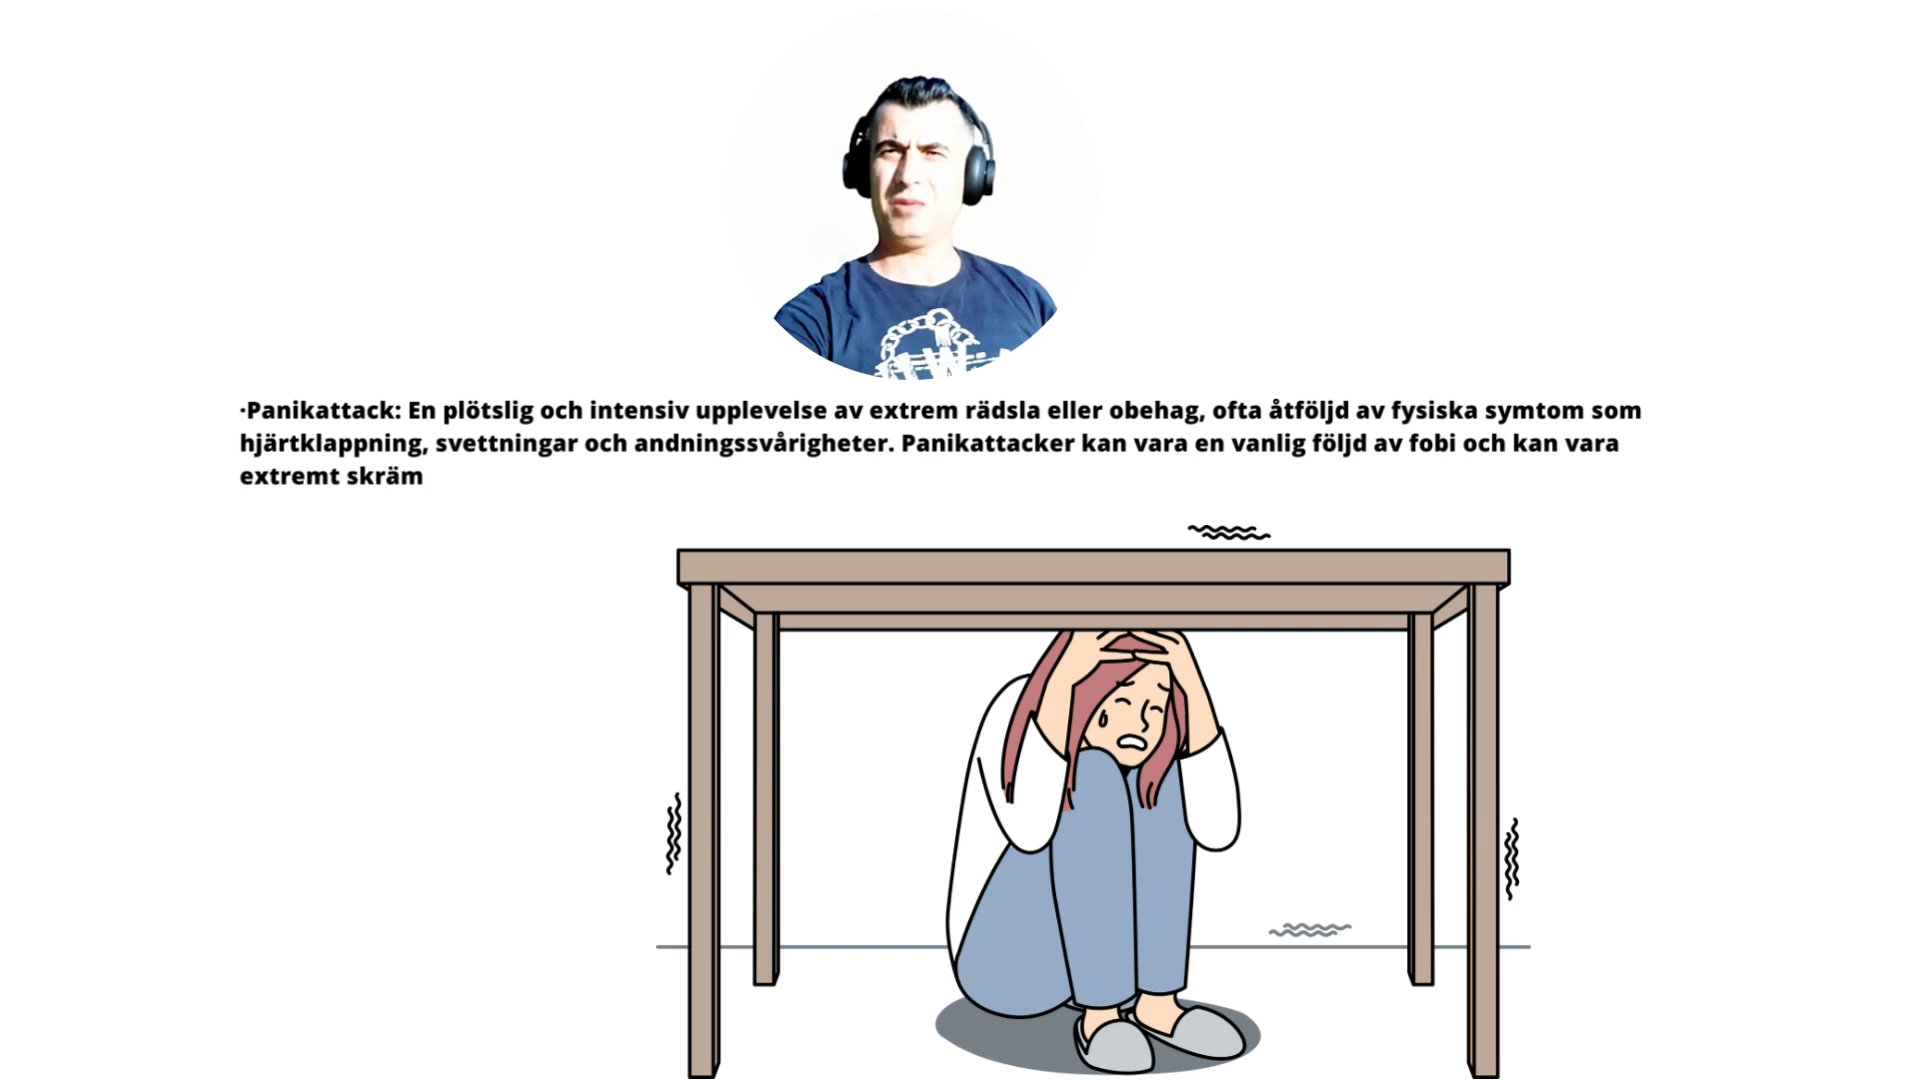 ·Panikattack: En plötslig och intensiv upplevelse av extrem rädsla eller obehag, ofta åtföljd av fysiska symtom som
hjärtklappning, svettningar och andningssvårigheter. Panikattacker kan vara en vanlig följd av fobi och kan vara
extremt skräm